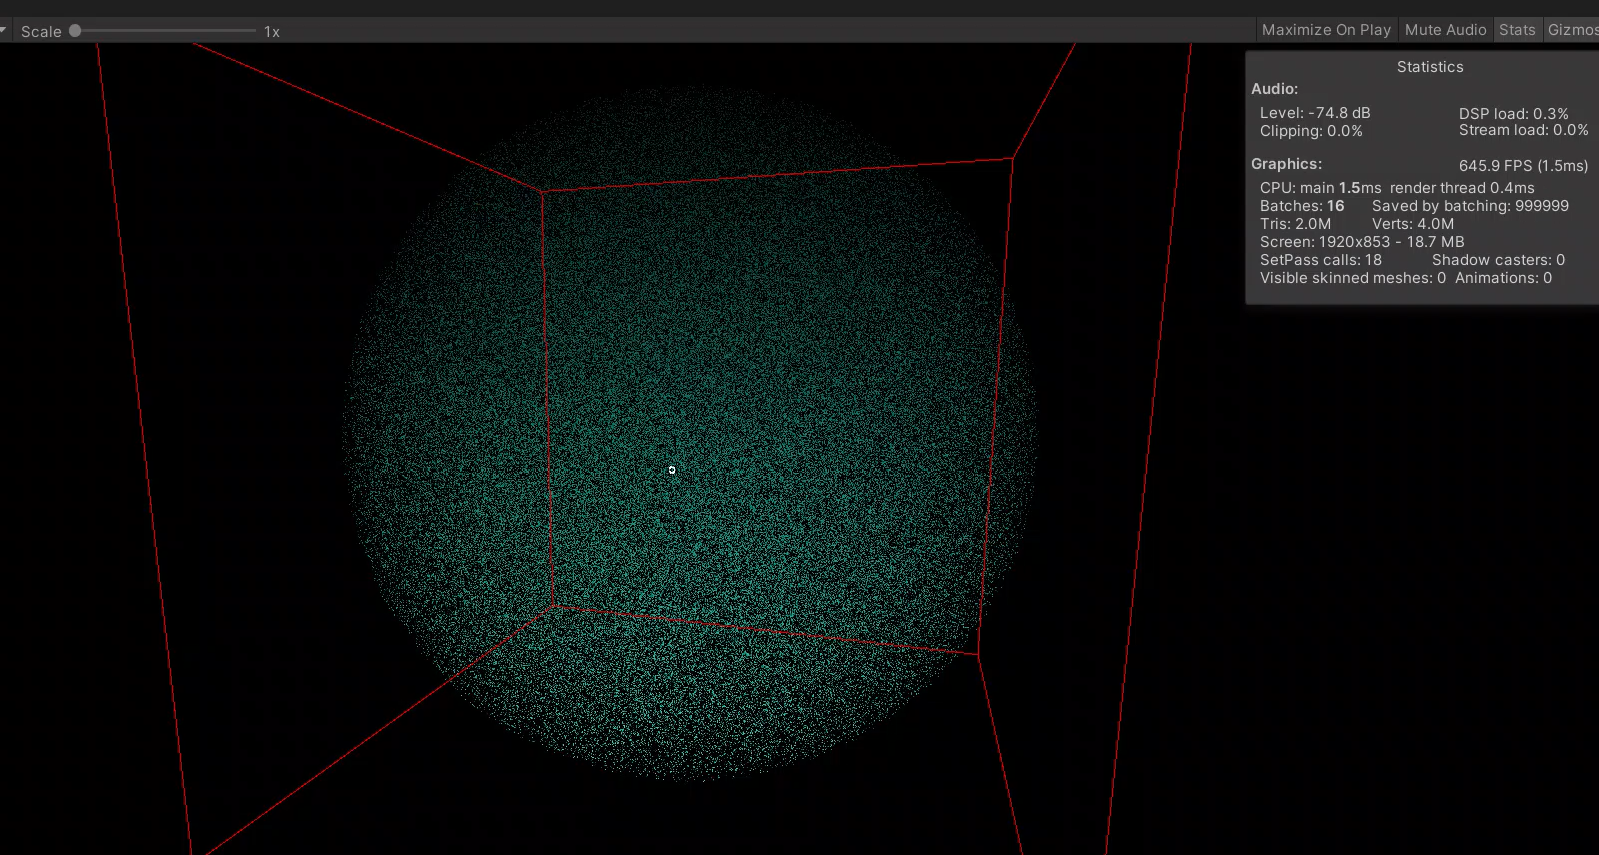 Scale 1x Maximize On Play Mute Audio Stats Gizmos
Statistics
Audio:
Level: -74.8 dB DSP load: 0.3%
Clipping: 0.0% Stream load: 0.0%
Graphics: 645.9 FPS (1.5ms)
CPU: main 1.5ms render thread 0.4ms
Batches: 16 Saved by batching: 999999
Tris: 2.0M Verts: 4.0M
Screen: 1920x853 - 18.7 MB
SetPass calls: 18 Shadow casters: 0
Visible skinned meshes: 0 Animations: 0